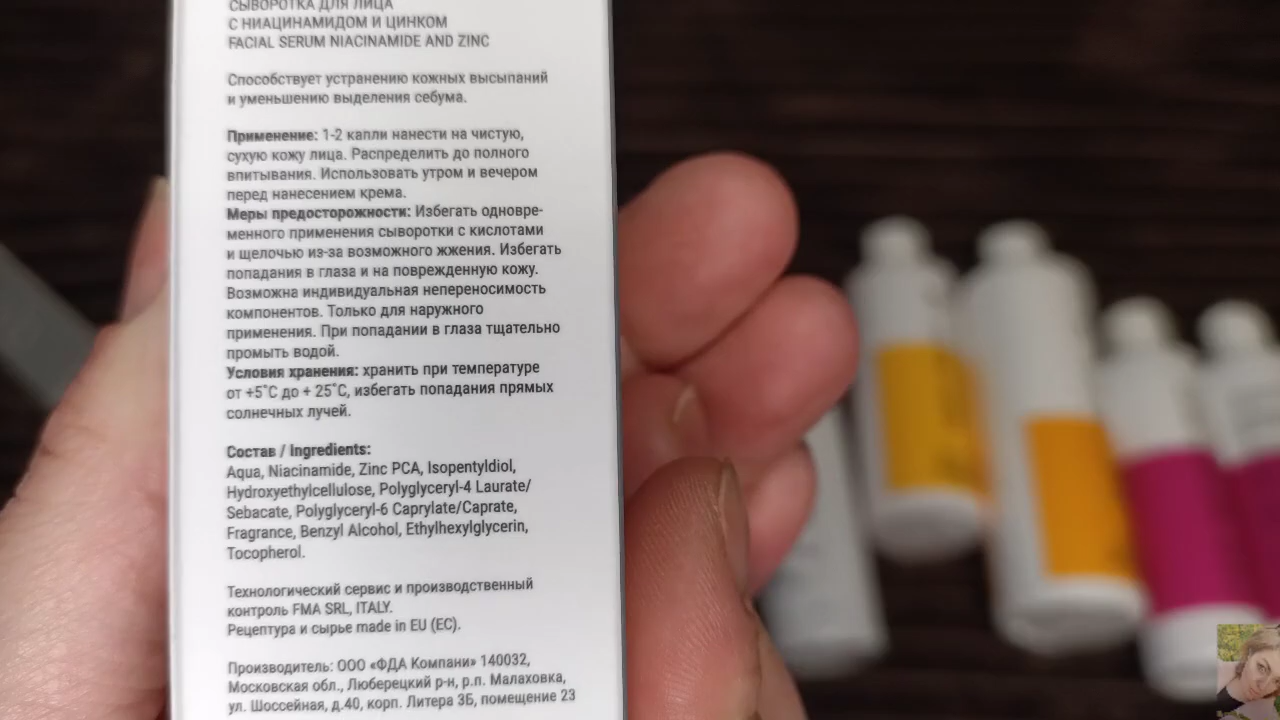 СЫВОРОТКА ДЛЯ ЛИЦА
С НИАЦИНАМИДОМ И ЦИНКОМ
FACIAL SERUM NIACINAMIDE AND ZINC
Способствует устранению кожных высыпаний
и уменьшению выделения себума.
Применение: 1-2 капли нанести на чистую,
сухую кожу лица. Распределить до полного
впитывания. Использовать утром и вечером
перед нанесением крема.
Меры предосторожности: Избегать одновре-
менного применения сыворотки с кислотами
и щелочью из-за возможного жжения. Избегать
попадания в глаза и на поврежденную кожу.
Возможна индивидуальная непереносимость
компонентов. Только для наружного
применения. При попадании в глаза тщательно
промыть водой.
Условия хранения: хранить при температуре
от +5˚С до + 25˚С, избегать попадания прямых
солнечных лучей.
Состав / Ingredients:
Aqua, Niacinamide, Zinc PCA, Isopentyldiol,
Hydroxyethylcellulose, Polyglyceryl-4 Laurate/
Sebacate, Polyglyceryl-6 Caprylate/Caprate,
Fragrance, Benzyl Alcohol, Ethylhexylglycerin,
Tocopherol.
Технологический сервис и производственный
контроль FMA SRL, ITALY.
Рецептура и сырье made in EU (EC).
Производитель: ООО «ФДА Компани» 140032,
Московская обл., Люберецкий р-н, р.п. Малаховка,
ул. Шоссейная, д.40, корп. Литера 3Б, помещение 23